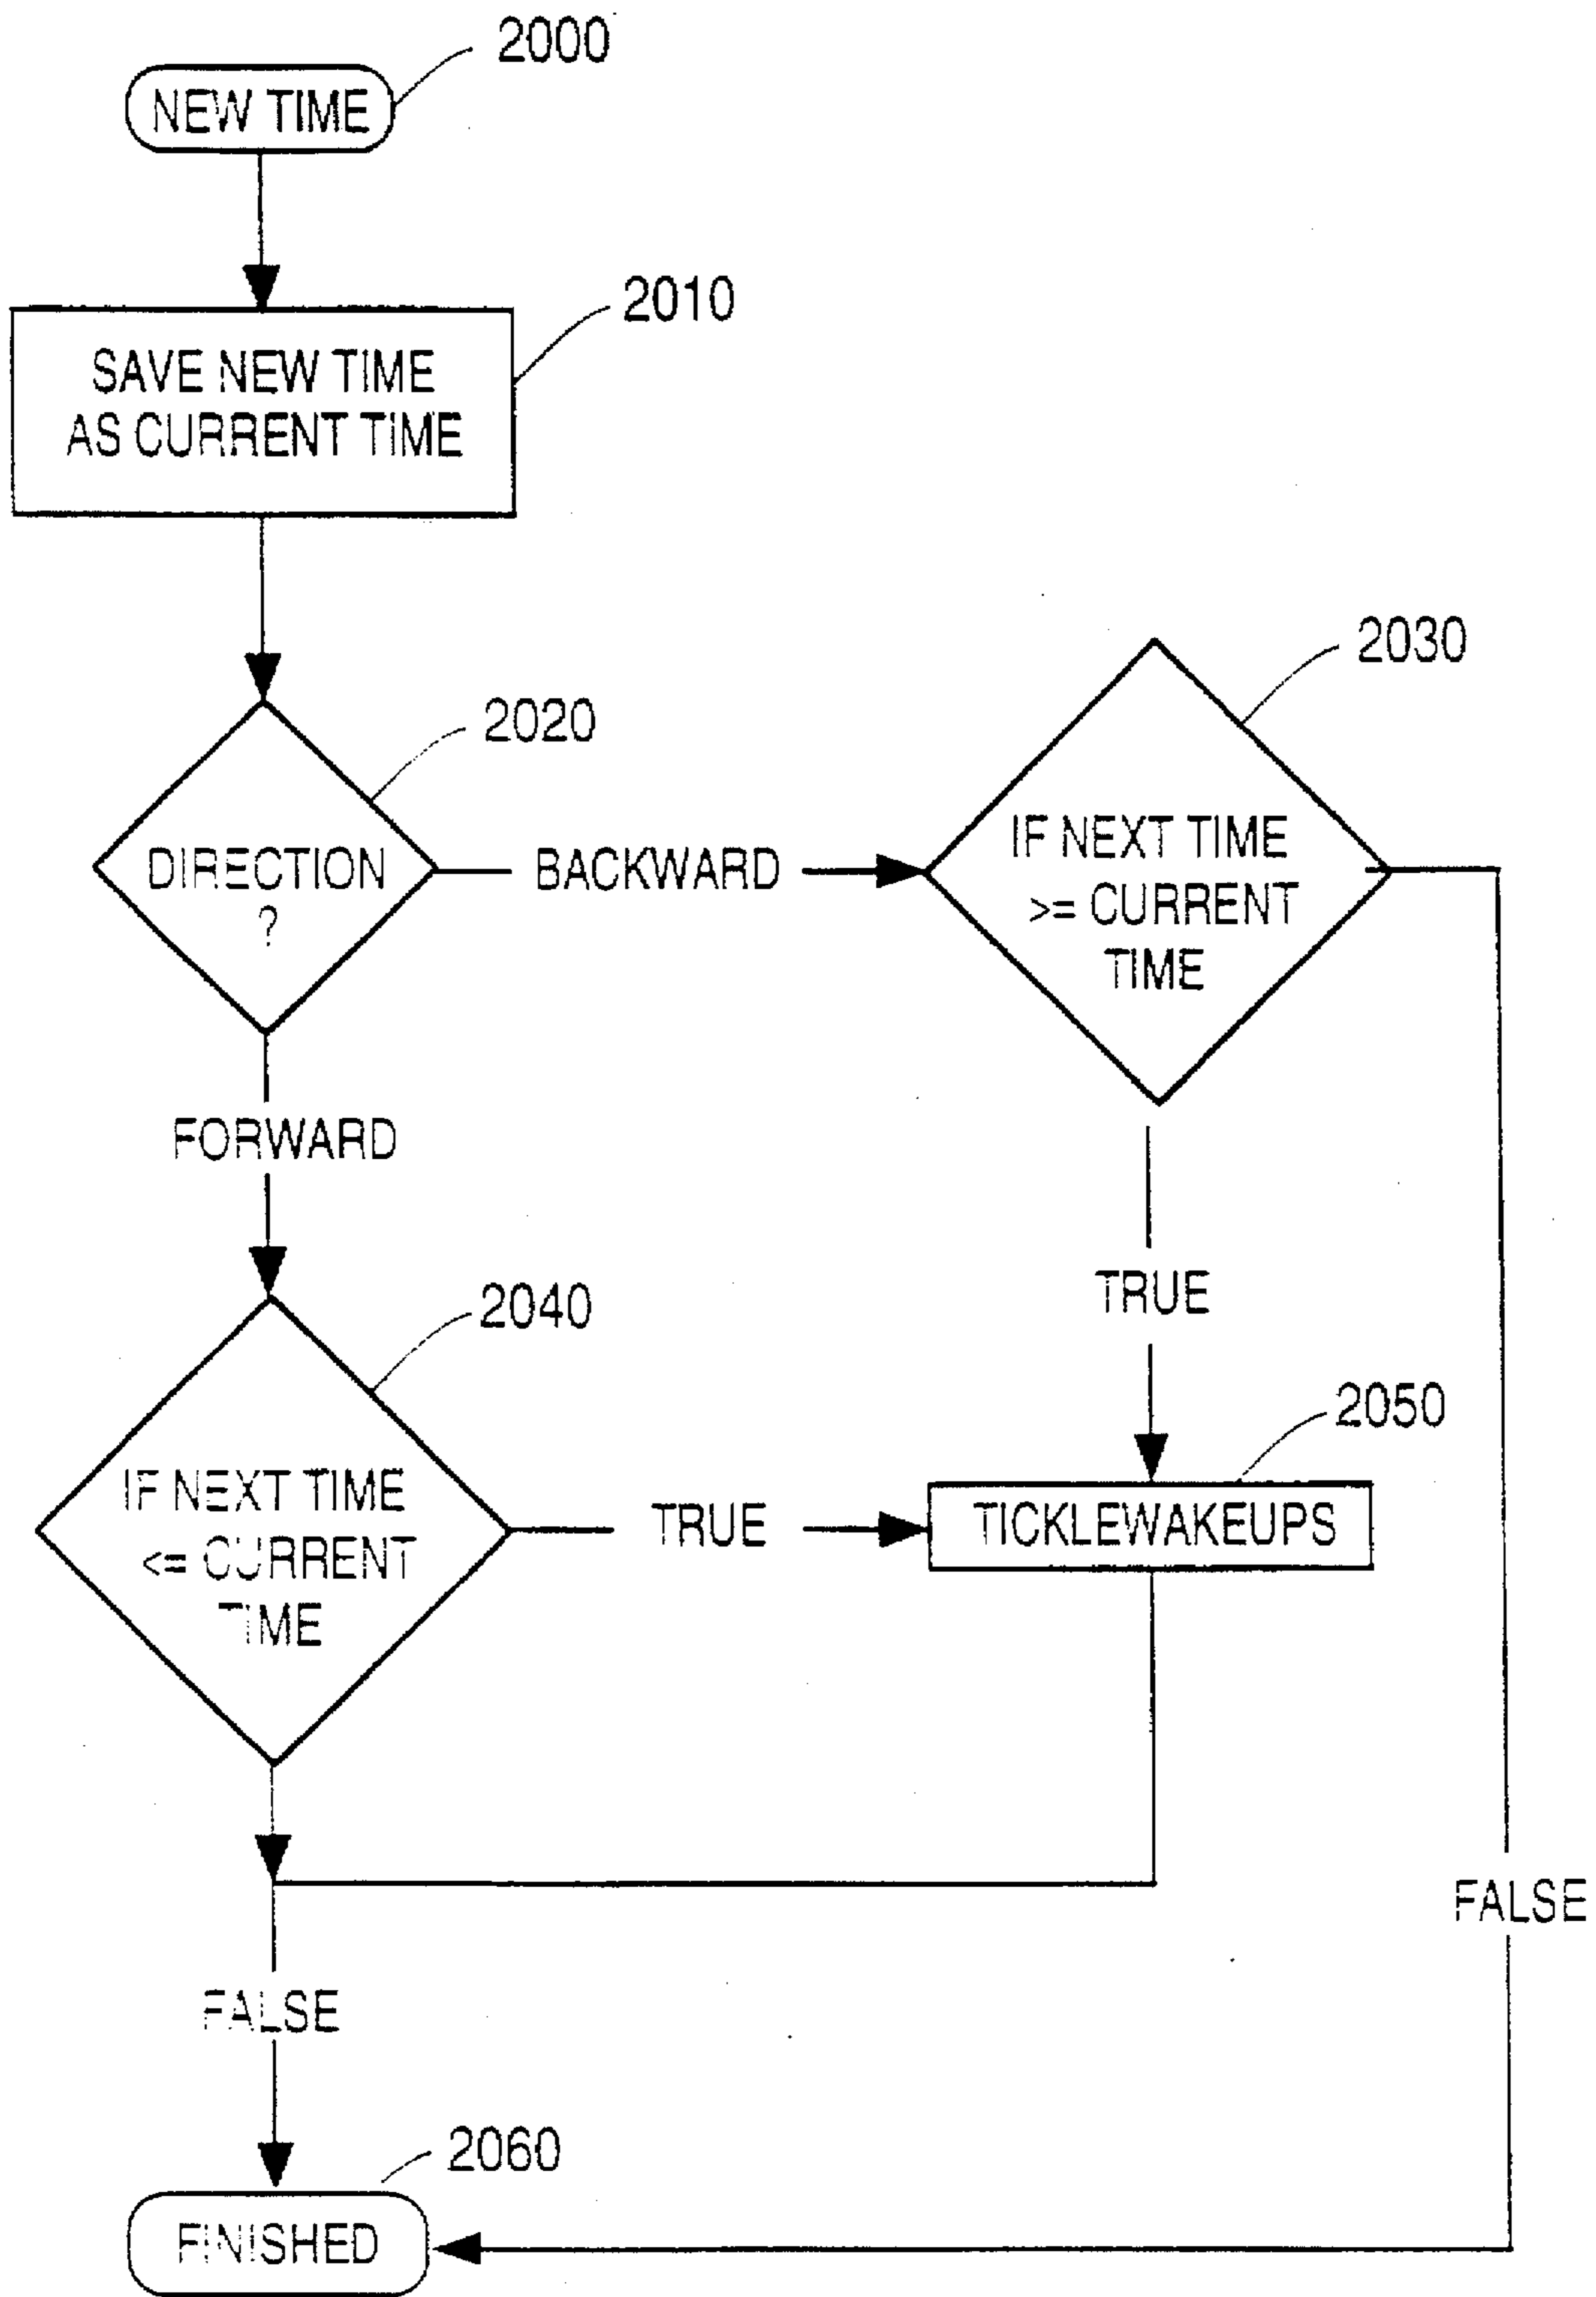 2000
NEW TIME
2010
SAVE NEW TIME
AS CURRENT TIME
2020
DIRECTION
?
BACKWARD
2030
IF NEXT TIME
>= CURRENT
TIME
FORWARD
TRUE
2040
IF NEXT TIME
<= CURRENT
TIME
TRUE
2050
TICKLEWAKEUPS
FALSE
FALSE
2060
FINISHED